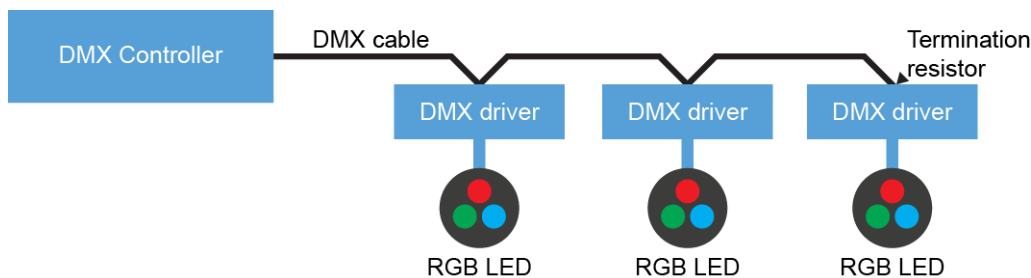 DMX Controller
DMX cable
Termination
resistor
DMX driver
DMX driver
DMX driver
RGB LED
RGB LED
RGB LED